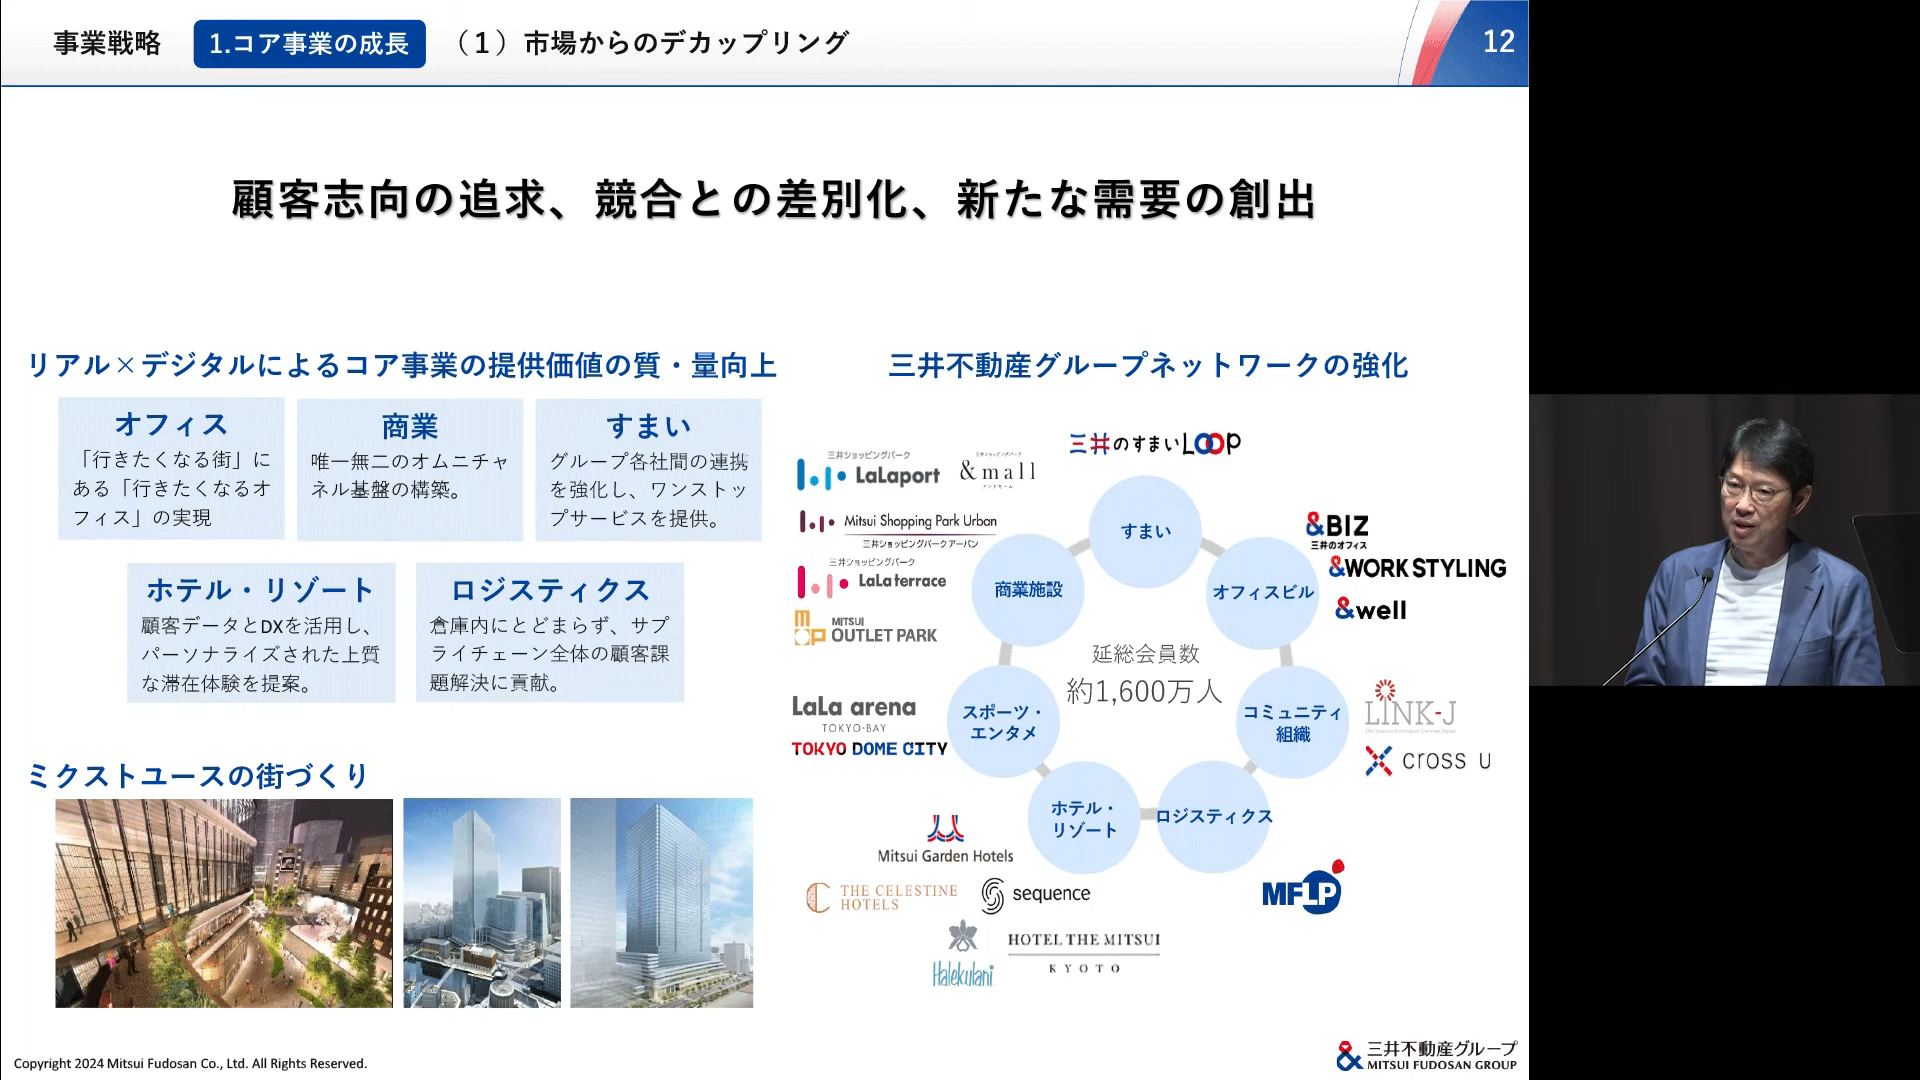 事業戦略
1.コア事業の成長
（１）市場からのデカップリング
12
顧客志向の追求、競合との差別化、新たな需要の創出
リアル×デジタルによるコア事業の提供価値の質・量向上
オフィス
「行きたくなる街」に
ある「行きたくなるオ
フィス」の実現
商業
唯一無二のオムニチャ
ネル基盤の構築。
すまい
グループ各社間の連携
を強化し、ワンストッ
プサービスを提供。
ホテル・リゾート
顧客データとDXを活用し、
パーソナライズされた上質
な滞在体験を提案。
ロジスティクス
倉庫内にとどまらず、サプ
ライチェーン全体の顧客課
題解決に貢献。
ミクストユースの街づくり
三井不動産グループネットワークの強化
三井のすまいLOOP
三井ショッピングパーク
LaLaport
三井ショッピングパーク
&mall
アンドモール
Mitsui Shopping Park Urban
三井ショッピングパークアーバン
三井ショッピングパーク
LaLa terrace
MITSUI
OUTLET PARK
LaLa arena
TOKYO-BAY
TOKYO DOME CITY
すまい
商業施設
オフィスビル
延総会員数
約1,600万人
スポーツ・
エンタメ
コミュニティ
組織
ホテル・
リゾート
ロジスティクス
&BIZ
三井のオフィス
&WORK STYLING
&well
LINK-J
cross U
Mitsui Garden Hotels
THE CELESTINE
HOTELS
sequence
Halekulani
HOTEL THE MITSUI
KYOTO
MFLP
Copyright 2024 Mitsui Fudosan Co., Ltd. All Rights Reserved.
三井不動産グループ
MITSUI FUDOSAN GROUP